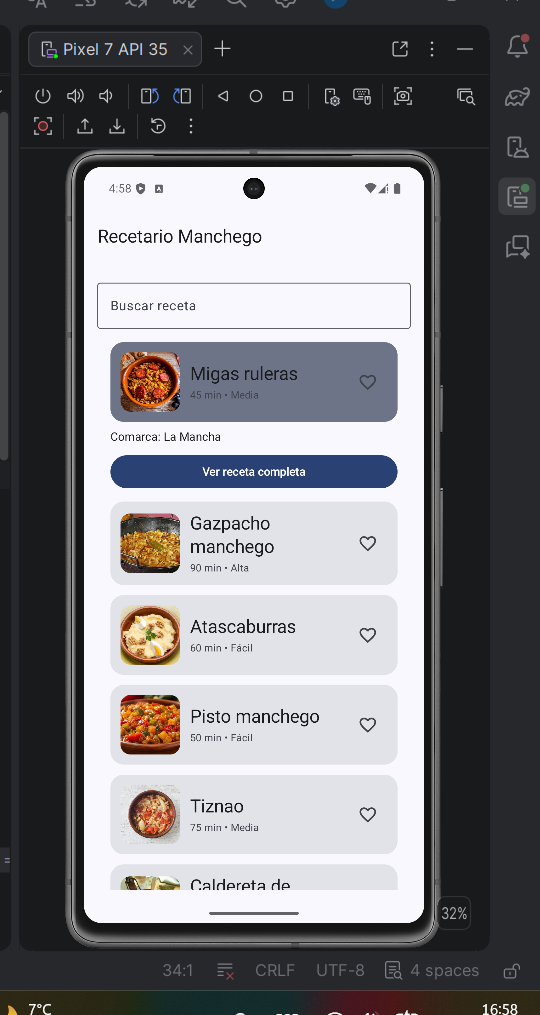 Pixel 7 API 35
4:58
Recetario Manchego
Buscar receta
Migas ruleras
45 min • Media
Comarca: La Mancha
Ver receta completa
Gazpacho
manchego
90 min • Alta
Atascaburras
60 min • Fácil
Pisto manchego
50 min • Fácil
Tiznao
75 min • Media
Caldereta de
32%
34:1 CRLF UTF-8 4 spaces
7°C
16:58